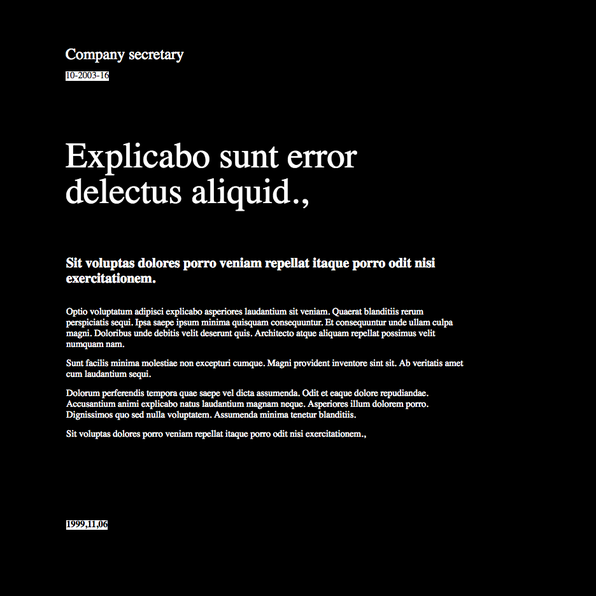 Company secretary
10-2003-16
Explicabo sunt error
delectus aliquid.,
Sit voluptas dolores porro veniam repellat itaque porro odit nisi
exercitationem.
Optio voluptatum adipisci explicabo asperiores laudantium sit veniam. Quaerat blanditiis rerum
perspiciatis sequi. Ipsa saepe ipsum minima quisquam consequuntur. Et consequuntur unde ullam culpa
magni. Doloribus unde debitis velit deserunt quis. Architecto atque aliquam repellat possimus velit
numquam nam.
Sunt facilis minima molestiae non excepturi cumque. Magni provident inventore sint sit. Ab veritatis amet
cum laudantium sequi.
Dolorum perferendis tempora quae saepe vel dicta assumenda. Odit et eaque dolore repudiandae.
Accusantium animi explicabo natus laudantium magnam neque. Asperiores illum dolorem porro.
Dignissimos quo sed nulla voluptatem. Assumenda minima tenetur blanditiis.
Sit voluptas dolores porro veniam repellat itaque porro odit nisi exercitationem.,
1999,11,06